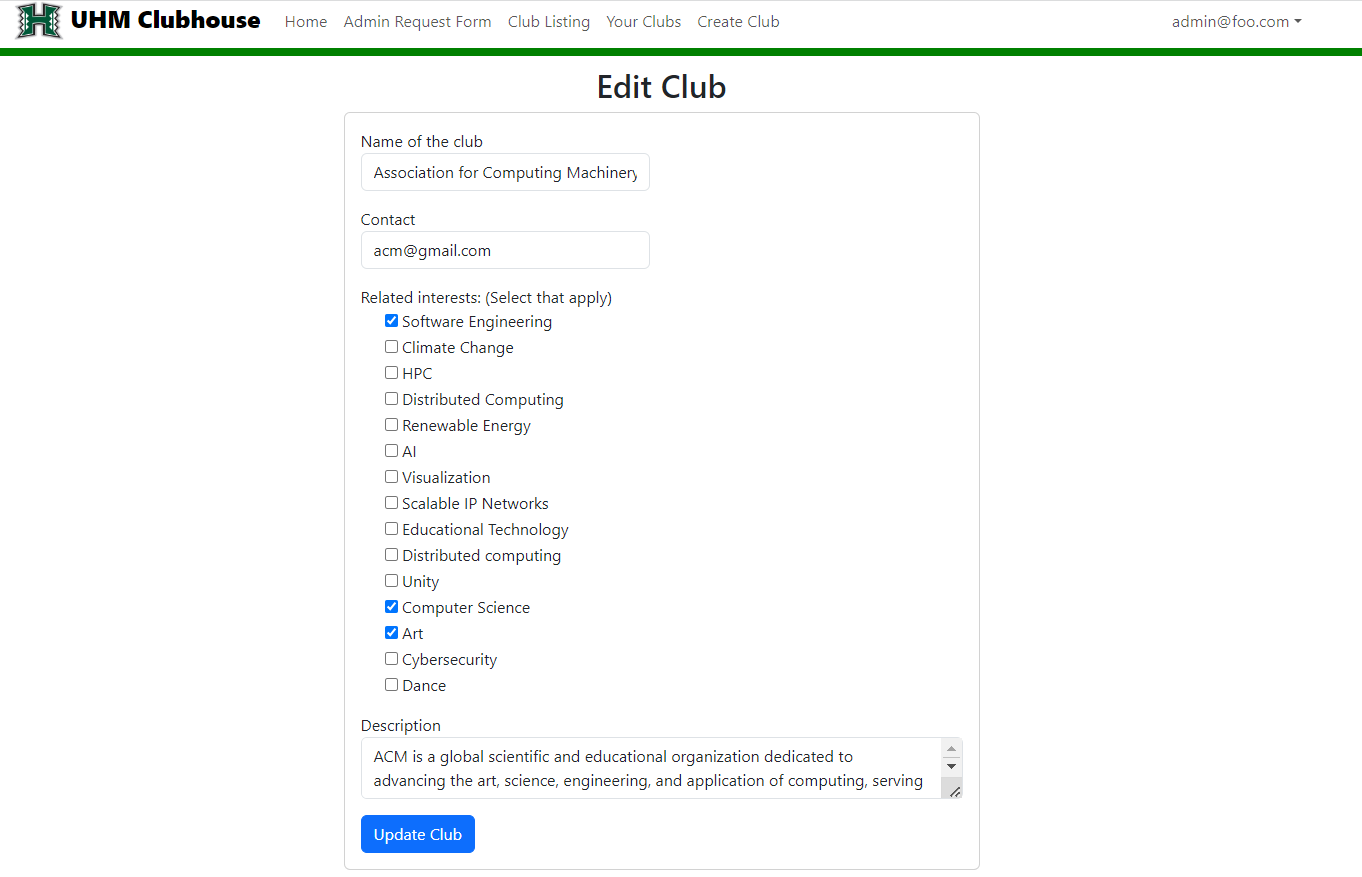 UHM Clubhouse Home Admin Request Form Club Listing Your Clubs Create Club admin@foo.com
Edit Club
Name of the club
Association for Computing Machinery
Contact
acm@gmail.com
Related interests: (Select that apply)
Software Engineering
Climate Change
HPC
Distributed Computing
Renewable Energy
AI
Visualization
Scalable IP Networks
Educational Technology
Distributed computing
Unity
Computer Science
Art
Cybersecurity
Dance
Description
ACM is a global scientific and educational organization dedicated to
advancing the art, science, engineering, and application of computing, serving
Update Club